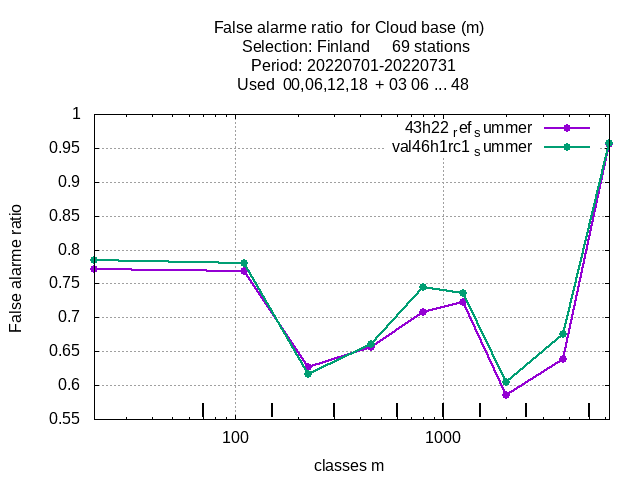 False alarme ratio  for Cloud base (m)
Selection: Finland     69 stations
Period: 20220701-20220731
Used  00,06,12,18  + 03 06 ... 48
1
0.95
0.9
0.85
0.8
0.75
0.7
0.65
0.6
0.55
False alarme ratio
43h22 ref summer
val46h1rc1 summer
100
1000
classes m